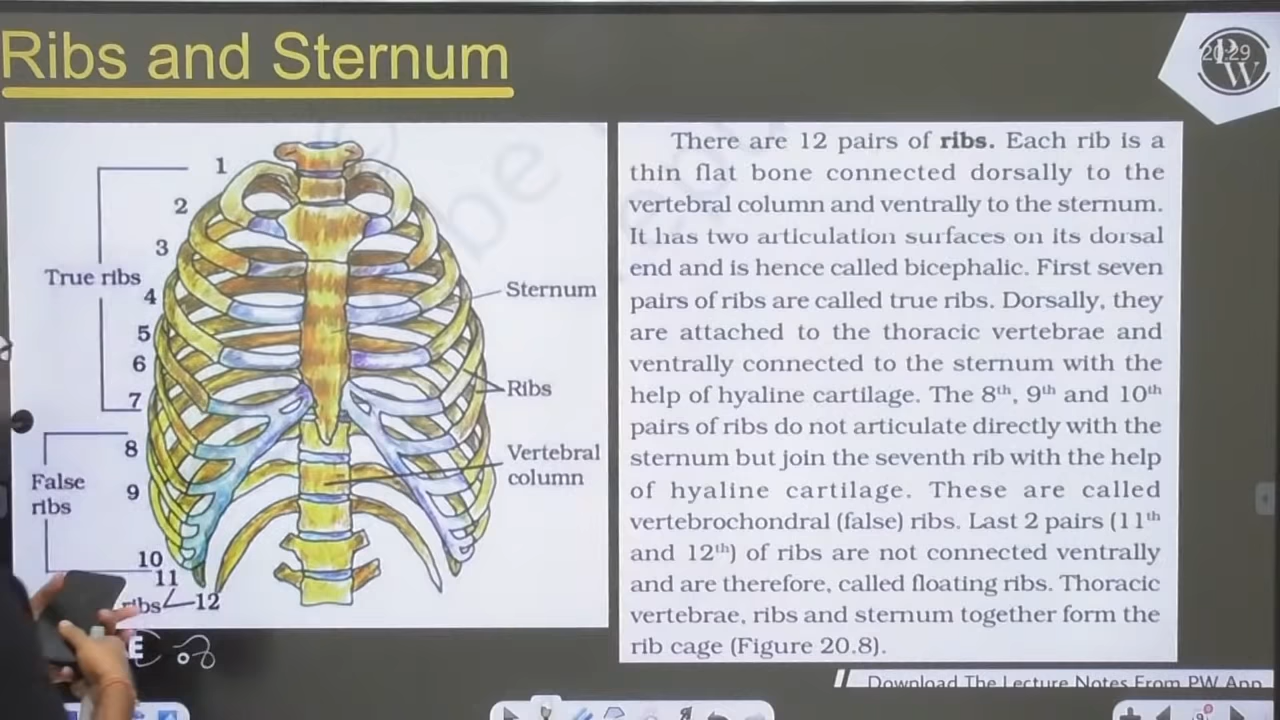 Ribs and Sternum
20:29
PW
1
2
3
True ribs
4
5
6
7
8
False
ribs
9
10
11
ribs
12
Sternum
Ribs
Vertebral
column
There are 12 pairs of ribs. Each rib is a
thin flat bone connected dorsally to the
vertebral column and ventrally to the sternum.
It has two articulation surfaces on its dorsal
end and is hence called bicephalic. First seven
pairs of ribs are called true ribs. Dorsally, they
are attached to the thoracic vertebrae and
ventrally connected to the sternum with the
help of hyaline cartilage. The 8th, 9th and 10th
pairs of ribs do not articulate directly with the
sternum but join the seventh rib with the help
of hyaline cartilage. These are called
vertebrochondral (false) ribs. Last 2 pairs (11th
and 12th) of ribs are not connected ventrally
and are therefore, called floating ribs. Thoracic
vertebrae, ribs and sternum together form the
rib cage (Figure 20.8).
Download The Lecture Notes From PW App